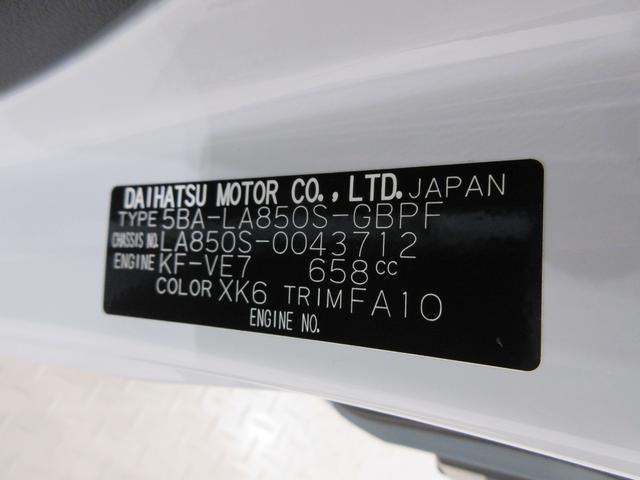 DAIHATSU MOTOR CO., LTD. JAPAN
TYPE 5BA-LA850S-GBPF
CHASSIS NO. LA850S-0043712
ENGINE KF-VE7 658cc
COLOR XK6 TRIM FA10
ENGINE NO.